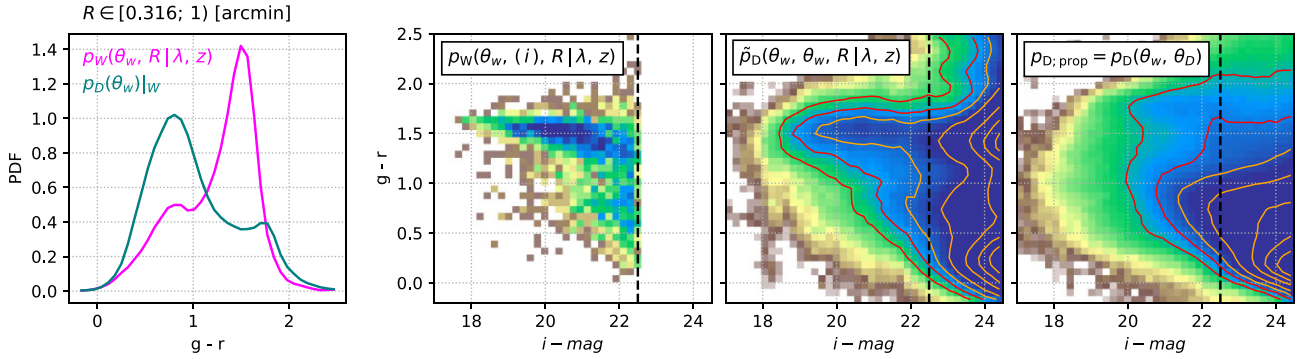 R ∈ [0.316; 1) [arcmin]
p_W(θ_w, R | λ, z)
p_D(θ_w)|_W
PDF
1.4
1.2
1.0
0.8
0.6
0.4
0.2
0.0
0 1 2
g - r
p_W(θ_w, (i), R | λ, z)
g - r
2.5
2.0
1.5
1.0
0.5
0.0
18 20 22 24
i − mag
p̃_D(θ_w, θ_w, R | λ, z)
18 20 22 24
i − mag
p_{D; prop} = p_D(θ_w, θ_D)
18 20 22 24
i − mag